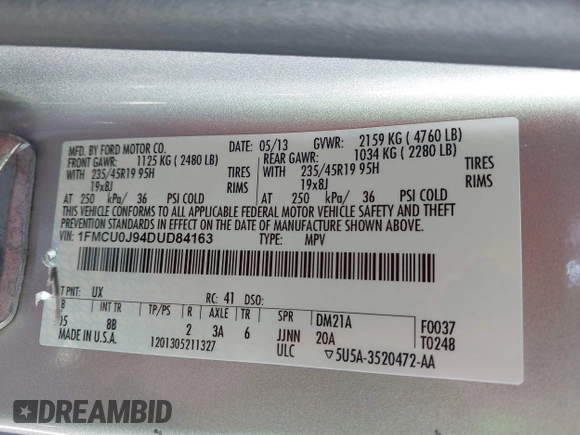 MFD. BY FORD MOTOR CO. DATE: 05/13 GVWR: 2159 KG ( 4760 LB)
FRONT GAWR: 1125 KG ( 2480 LB) REAR GAWR: 1034 KG ( 2280 LB)
WITH 235/45R19 95H TIRES WITH 235/45R19 95H TIRES
19x8J RIMS 19x8J RIMS
AT 250 kPa/ 36 PSI COLD AT 250 kPa/ 36 PSI COLD
THIS VEHICLE CONFORMS TO ALL APPLICABLE FEDERAL MOTOR VEHICLE SAFETY AND THEFT
PREVENTION STANDARDS IN EFFECT ON THE DATE OF MANUFACTURE SHOWN ABOVE.
VIN: 1FMCU0J94DUD84163 TYPE: MPV
T PNT: UX RC: 41 DSO:
B INT TR TP/PS R AXLE TR SPR DM21A F0037
J5 8B 2 3A 6 JJNN 20A T0248
MADE IN U.S.A. 1201305211327 ULC ▽5U5A-3520472-AA
DREAMBID